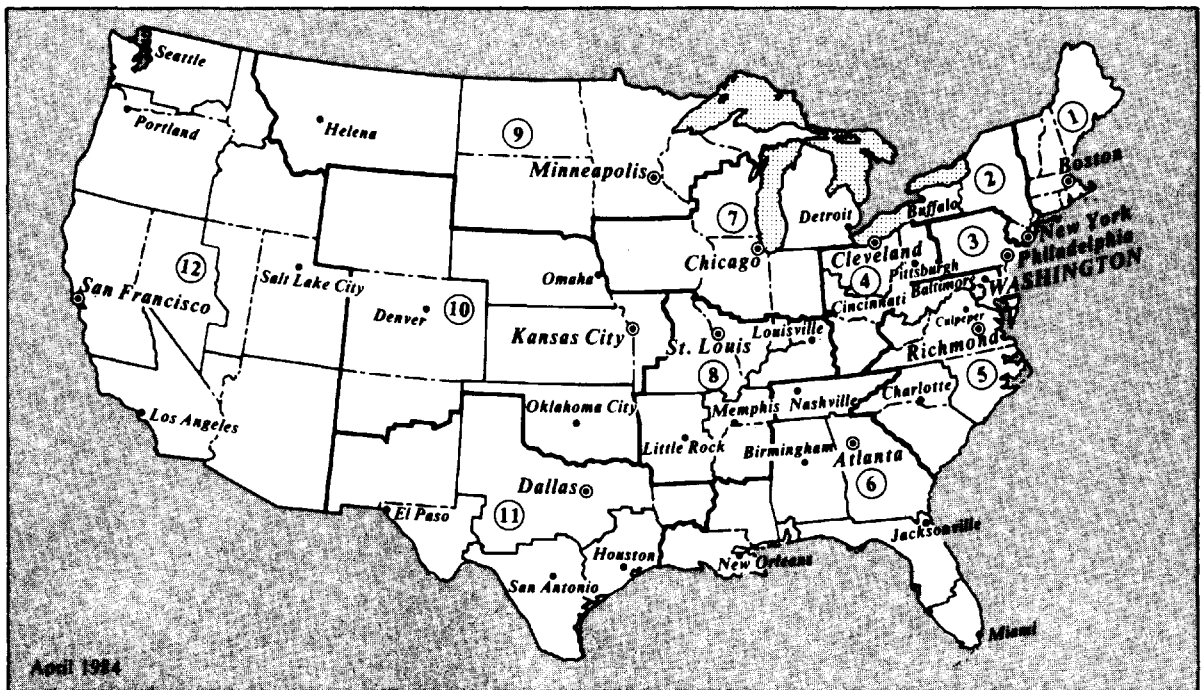 Seattle
Portland
Helena
9
Minneapolis
1
Boston
2
Buffalo
7
Detroit
3
New York
Philadelphia
WASHINGTON
Chicago
Cleveland
4
Pittsburgh
Cincinnati
Baltimore
12
Salt Lake City
San Francisco
Omaha
Denver
10
Kansas City
St. Louis
Louisville
Culpeper
Richmond
8
5
Charlotte
Nashville
Memphis
Los Angeles
Oklahoma City
Little Rock
Birmingham
Atlanta
6
Dallas
11
El Paso
Houston
San Antonio
New Orleans
Jacksonville
Miami
April 1984